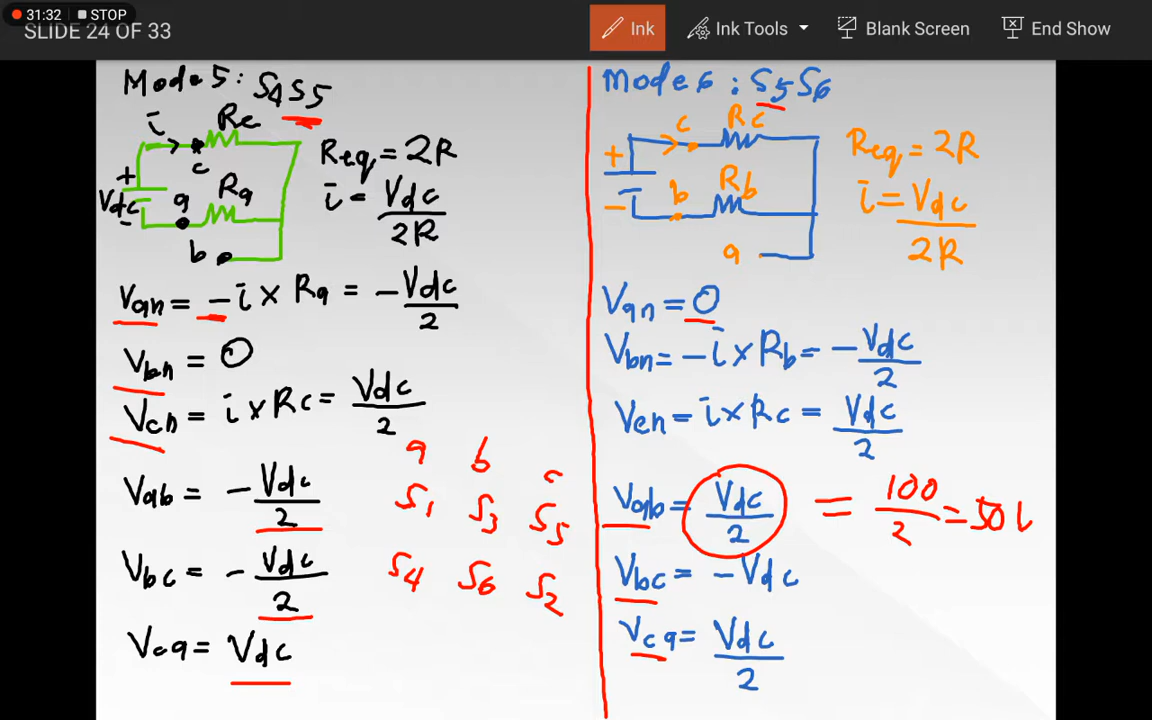 31:32 STOP
SLIDE 24 OF 33
Ink
Ink Tools
Blank Screen
End Show
Mode 5: S4 S5
i
Rc
c
+
Vdc
-
a
Ra
b
Req = 2R
i = Vdc/2R
Van = -i × Ra = -Vdc/2
Vbn = 0
Vcn = i × Rc = Vdc/2
Vab = -Vdc/2
Vbc = -Vdc/2
Vca = Vdc
a b c
S1 S3 S5
S4 S6 S2
Mode 6: S5 S6
c
Rc
+
-
b
Rb
a
Req = 2R
i = Vdc/2R
Van = 0
Vbn = -i × Rb = -Vdc/2
Vcn = i × Rc = Vdc/2
Vab = Vdc/2 = 100/2 = 50
Vbc = -Vdc
Vca = Vdc/2